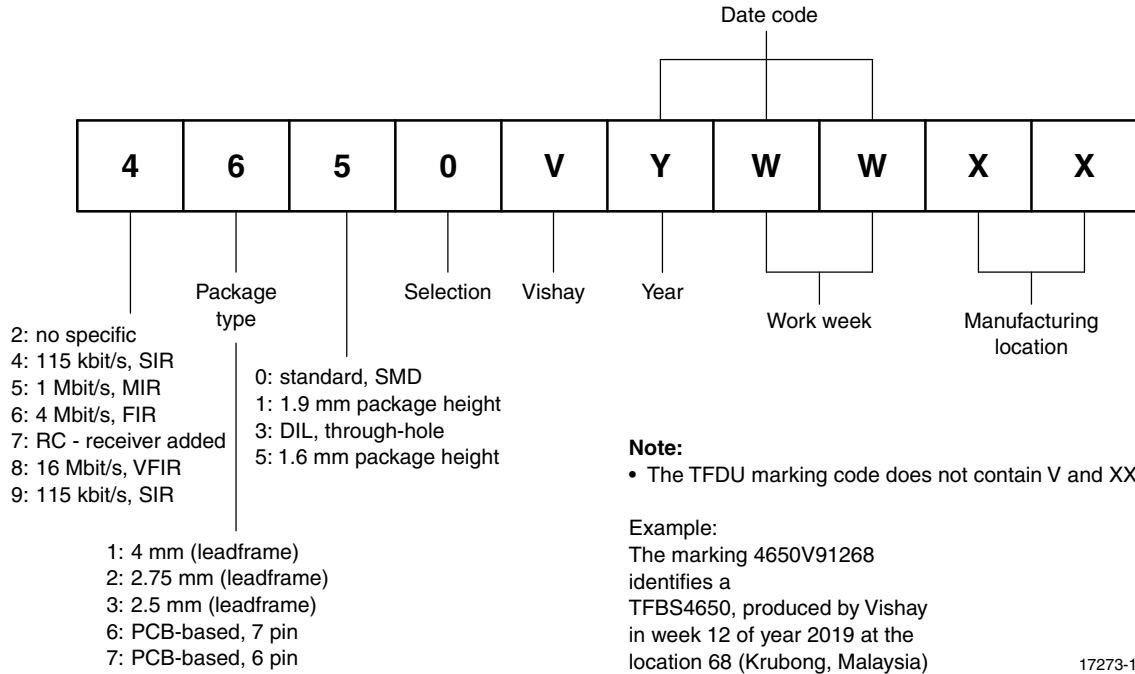 Date code
4 6 5 0 V Y W W X X
Package
type
Selection
Vishay
Year
Work week
Manufacturing
location
2: no specific
4: 115 kbit/s, SIR
5: 1 Mbit/s, MIR
6: 4 Mbit/s, FIR
7: RC - receiver added
8: 16 Mbit/s, VFIR
9: 115 kbit/s, SIR
0: standard, SMD
1: 1.9 mm package height
3: DIL, through-hole
5: 1.6 mm package height
1: 4 mm (leadframe)
2: 2.75 mm (leadframe)
3: 2.5 mm (leadframe)
6: PCB-based, 7 pin
7: PCB-based, 6 pin
Note:
• The TFDU marking code does not contain V and XX
Example:
The marking 4650V91268
identifies a
TFBS4650, produced by Vishay
in week 12 of year 2019 at the
location 68 (Krubong, Malaysia)
17273-1